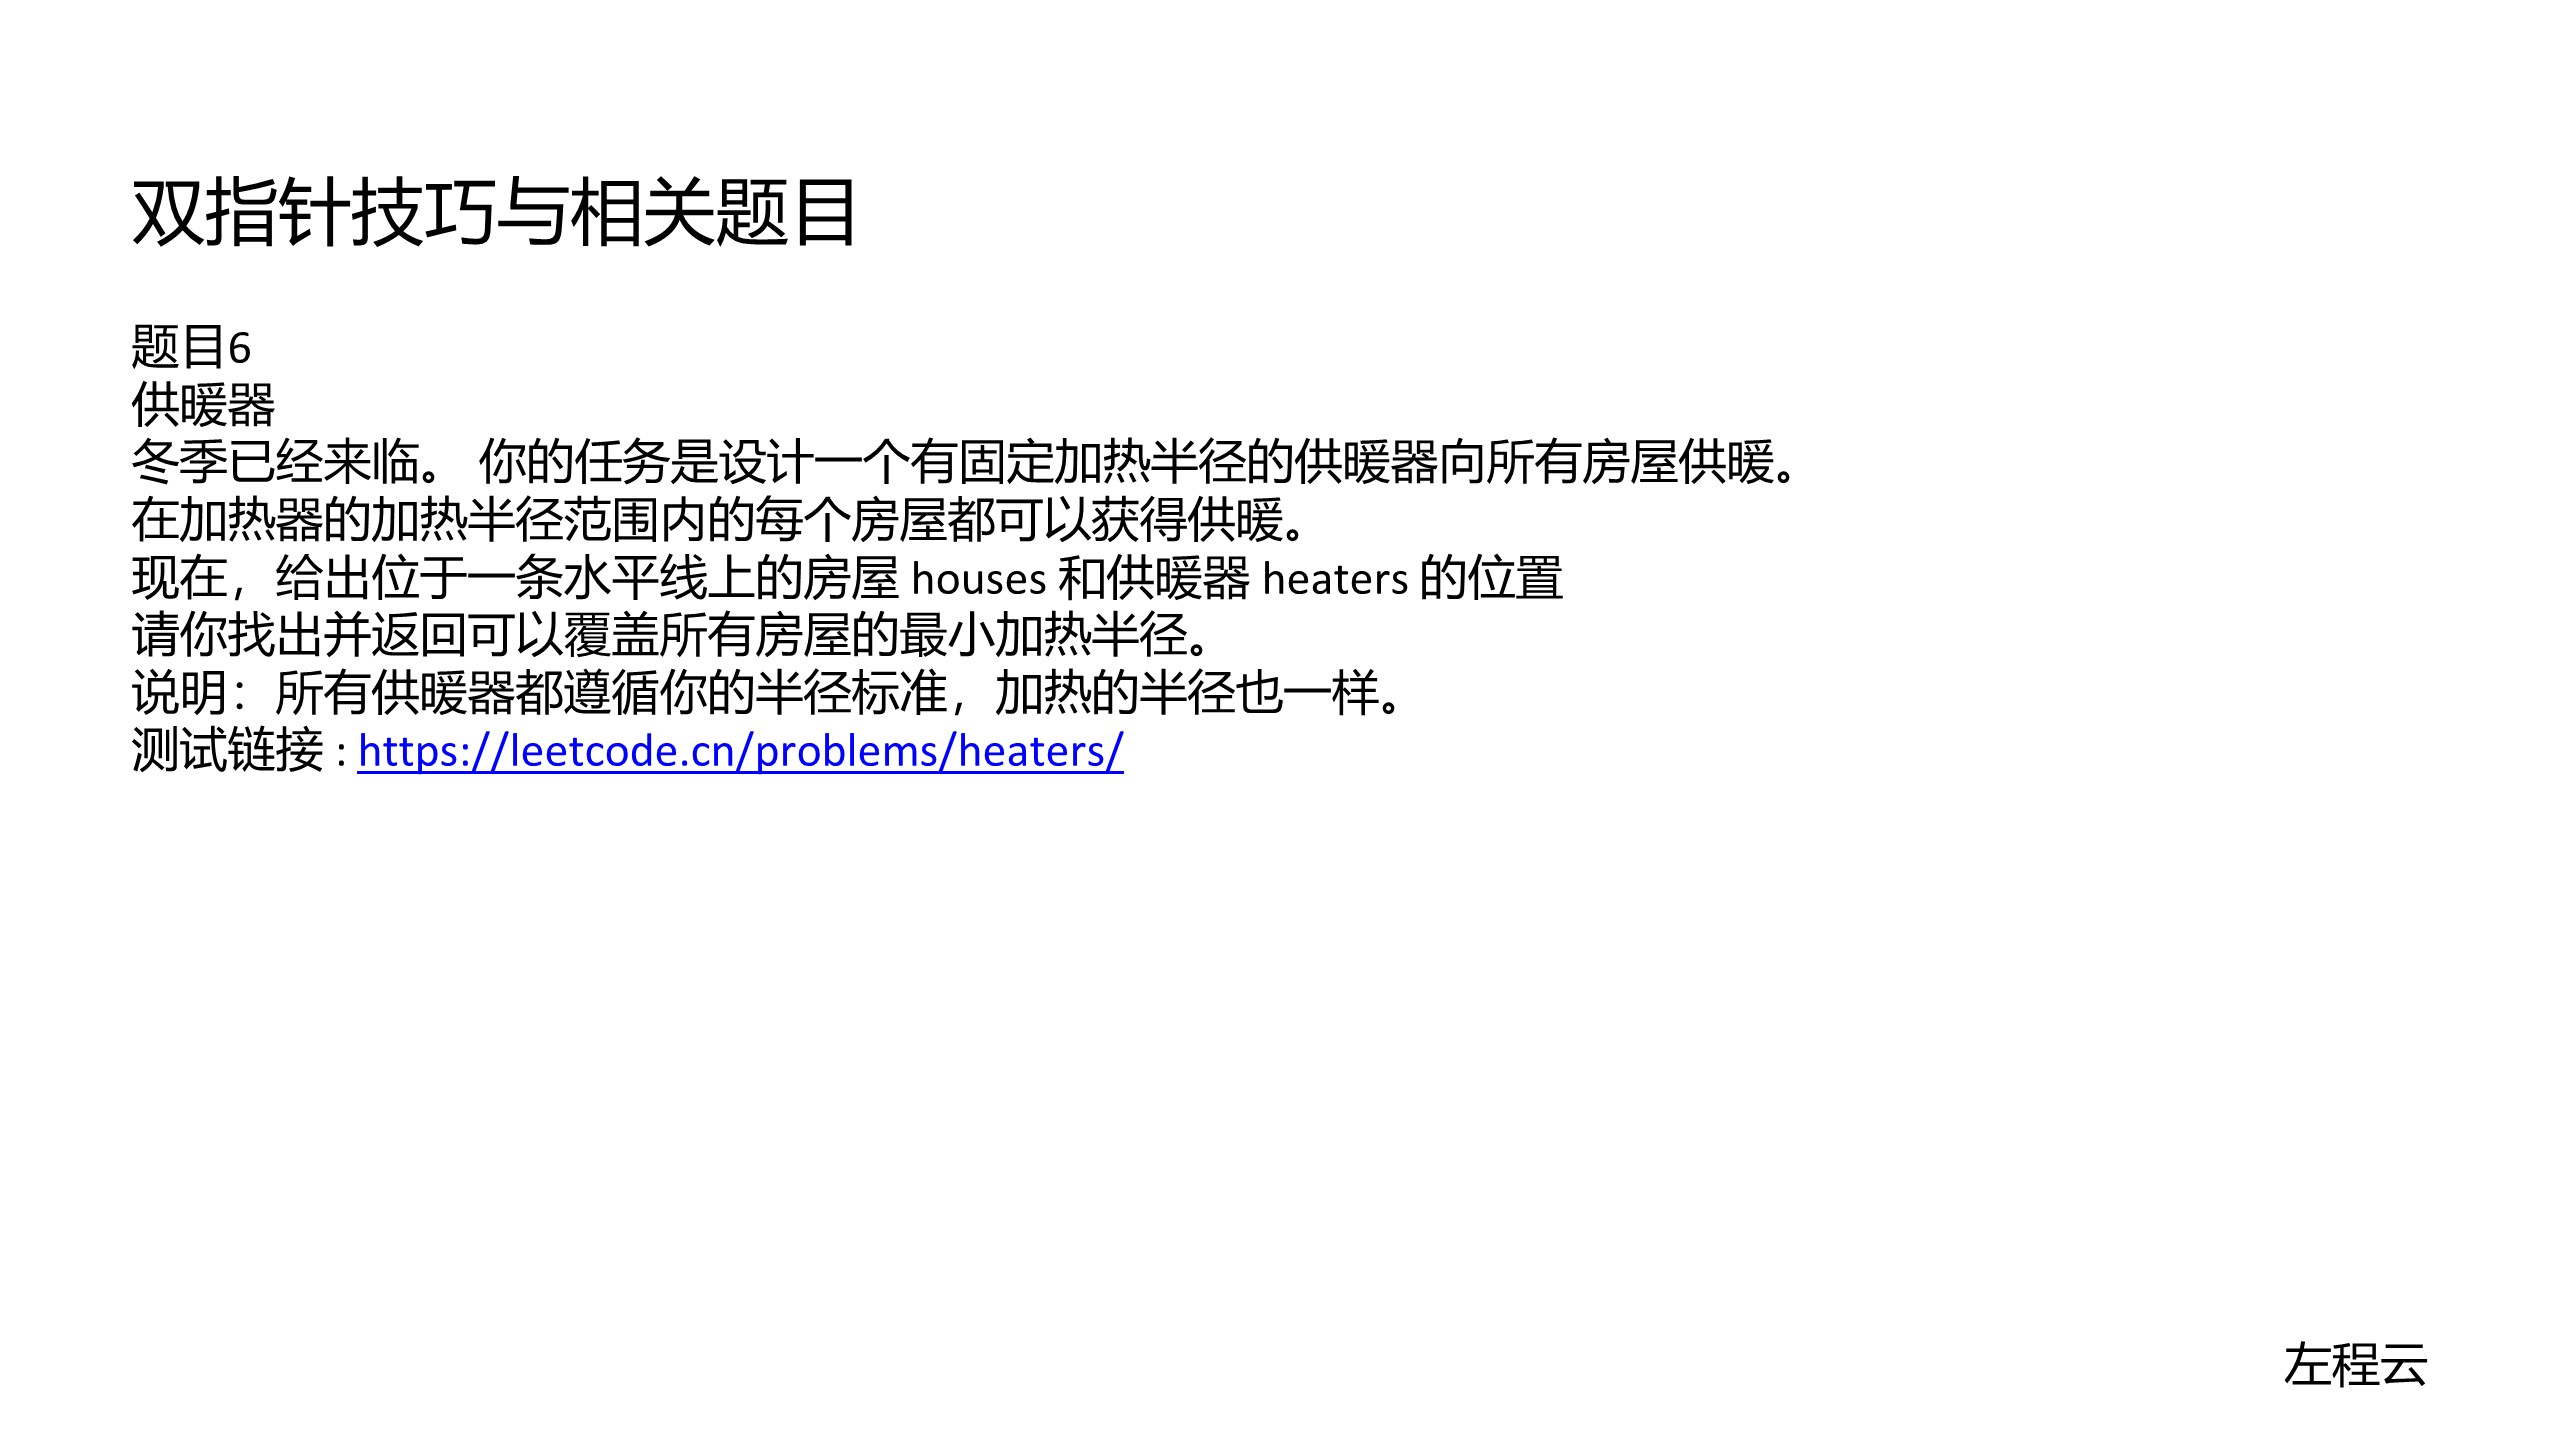 双指针技巧与相关题目
题目6
供暖器
冬季已经来临。 你的任务是设计一个有固定加热半径的供暖器向所有房屋供暖。
在加热器的加热半径范围内的每个房屋都可以获得供暖。
现在，给出位于一条水平线上的房屋 houses 和供暖器 heaters 的位置
请你找出并返回可以覆盖所有房屋的最小加热半径。
说明：所有供暖器都遵循你的半径标准，加热的半径也一样。
测试链接 : https://leetcode.cn/problems/heaters/
左程云